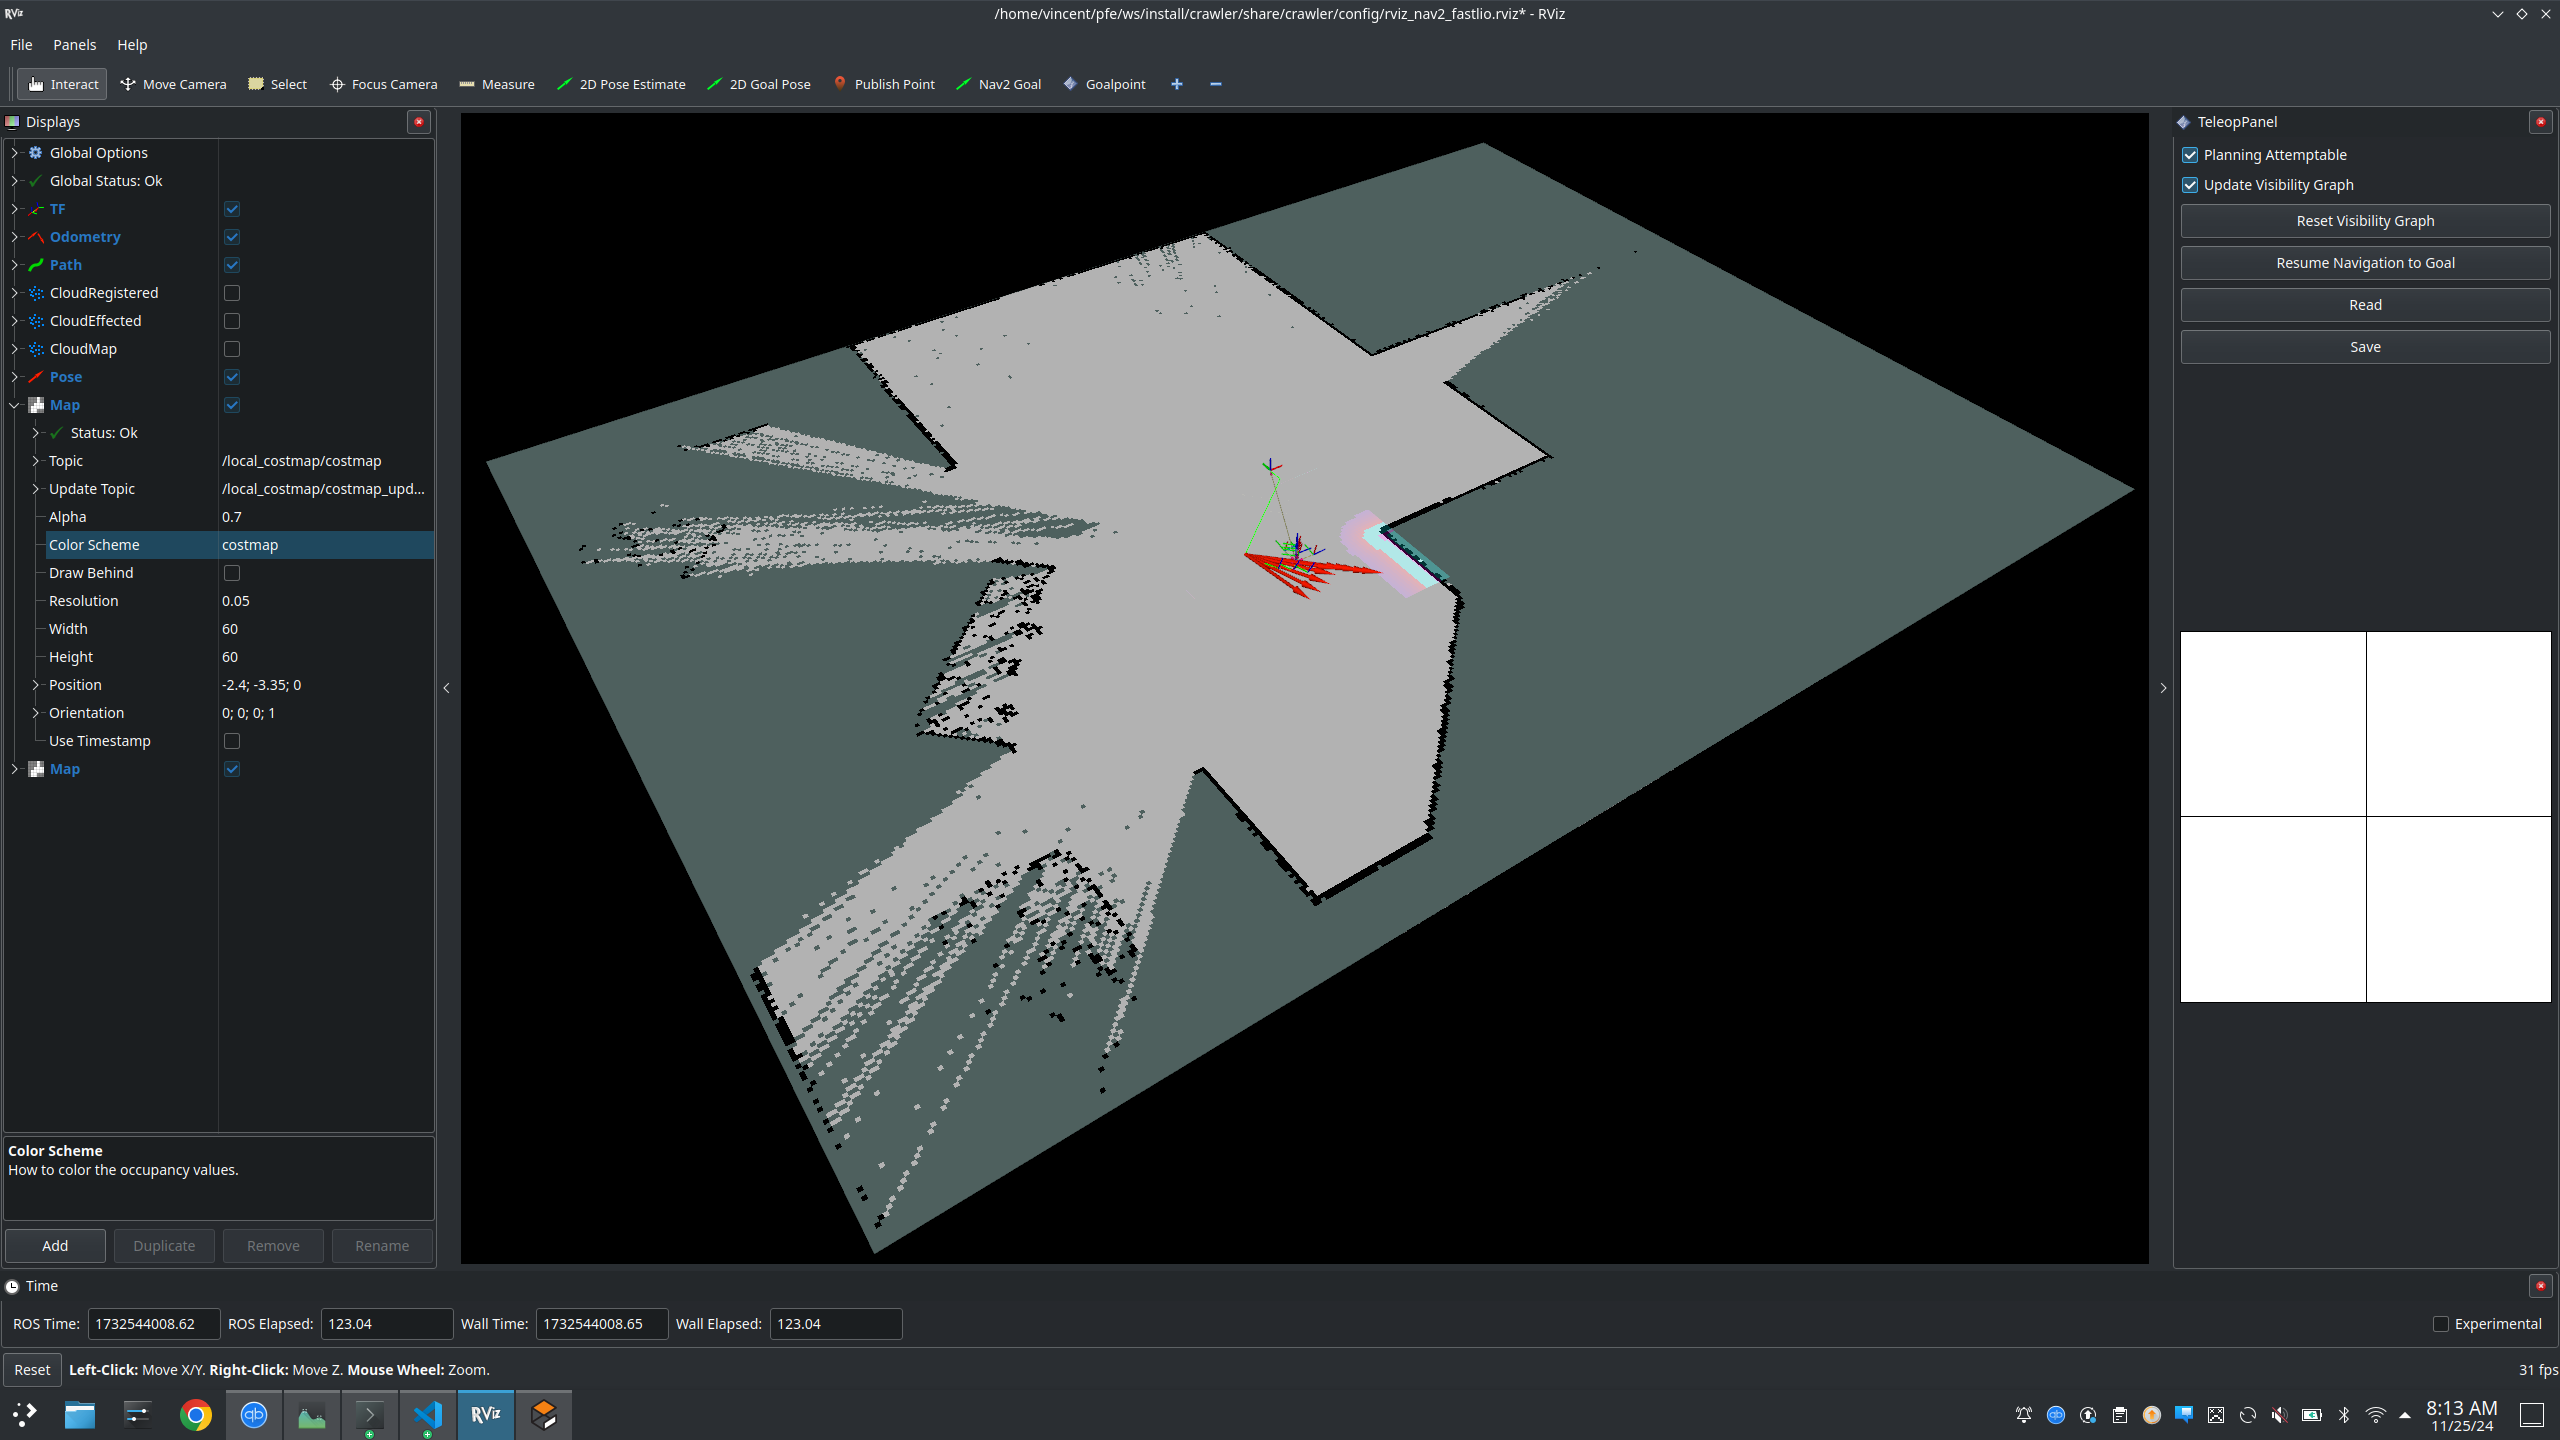 RViz
/home/vincent/pfe/ws/install/crawler/share/crawler/config/rviz_nav2_fastlio.rviz* - RViz
File Panels Help
Interact Move Camera Select Focus Camera Measure 2D Pose Estimate 2D Goal Pose Publish Point Nav2 Goal Goalpoint
Displays
Global Options
Global Status: Ok
TF
Odometry
Path
CloudRegistered
CloudEffected
CloudMap
Pose
Map
Status: Ok
Topic /local_costmap/costmap
Update Topic /local_costmap/costmap_upd...
Alpha 0.7
Color Scheme costmap
Draw Behind
Resolution 0.05
Width 60
Height 60
Position -2.4; -3.35; 0
Orientation 0; 0; 0; 1
Use Timestamp
Map
Color Scheme
How to color the occupancy values.
Add Duplicate Remove Rename
TeleopPanel
Planning Attemptable
Update Visibility Graph
Reset Visibility Graph
Resume Navigation to Goal
Read
Save
Time
ROS Time: 1732544008.62 ROS Elapsed: 123.04 Wall Time: 1732544008.65 Wall Elapsed: 123.04 Experimental
Reset Left-Click: Move X/Y. Right-Click: Move Z. Mouse Wheel: Zoom. 31 fps
qb
RViz
qb
8:13 AM
11/25/24